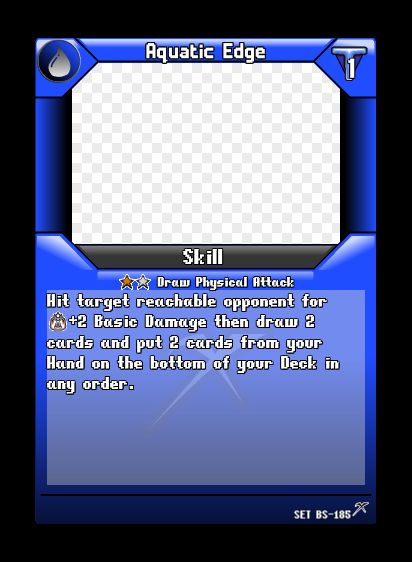 Aquatic Edge
1
Skill
Draw Physical Attack
Hit target reachable opponent for
+2 Basic Damage then draw 2
cards and put 2 cards from your
Hand on the bottom of your Deck in
any order.
SET BS-185